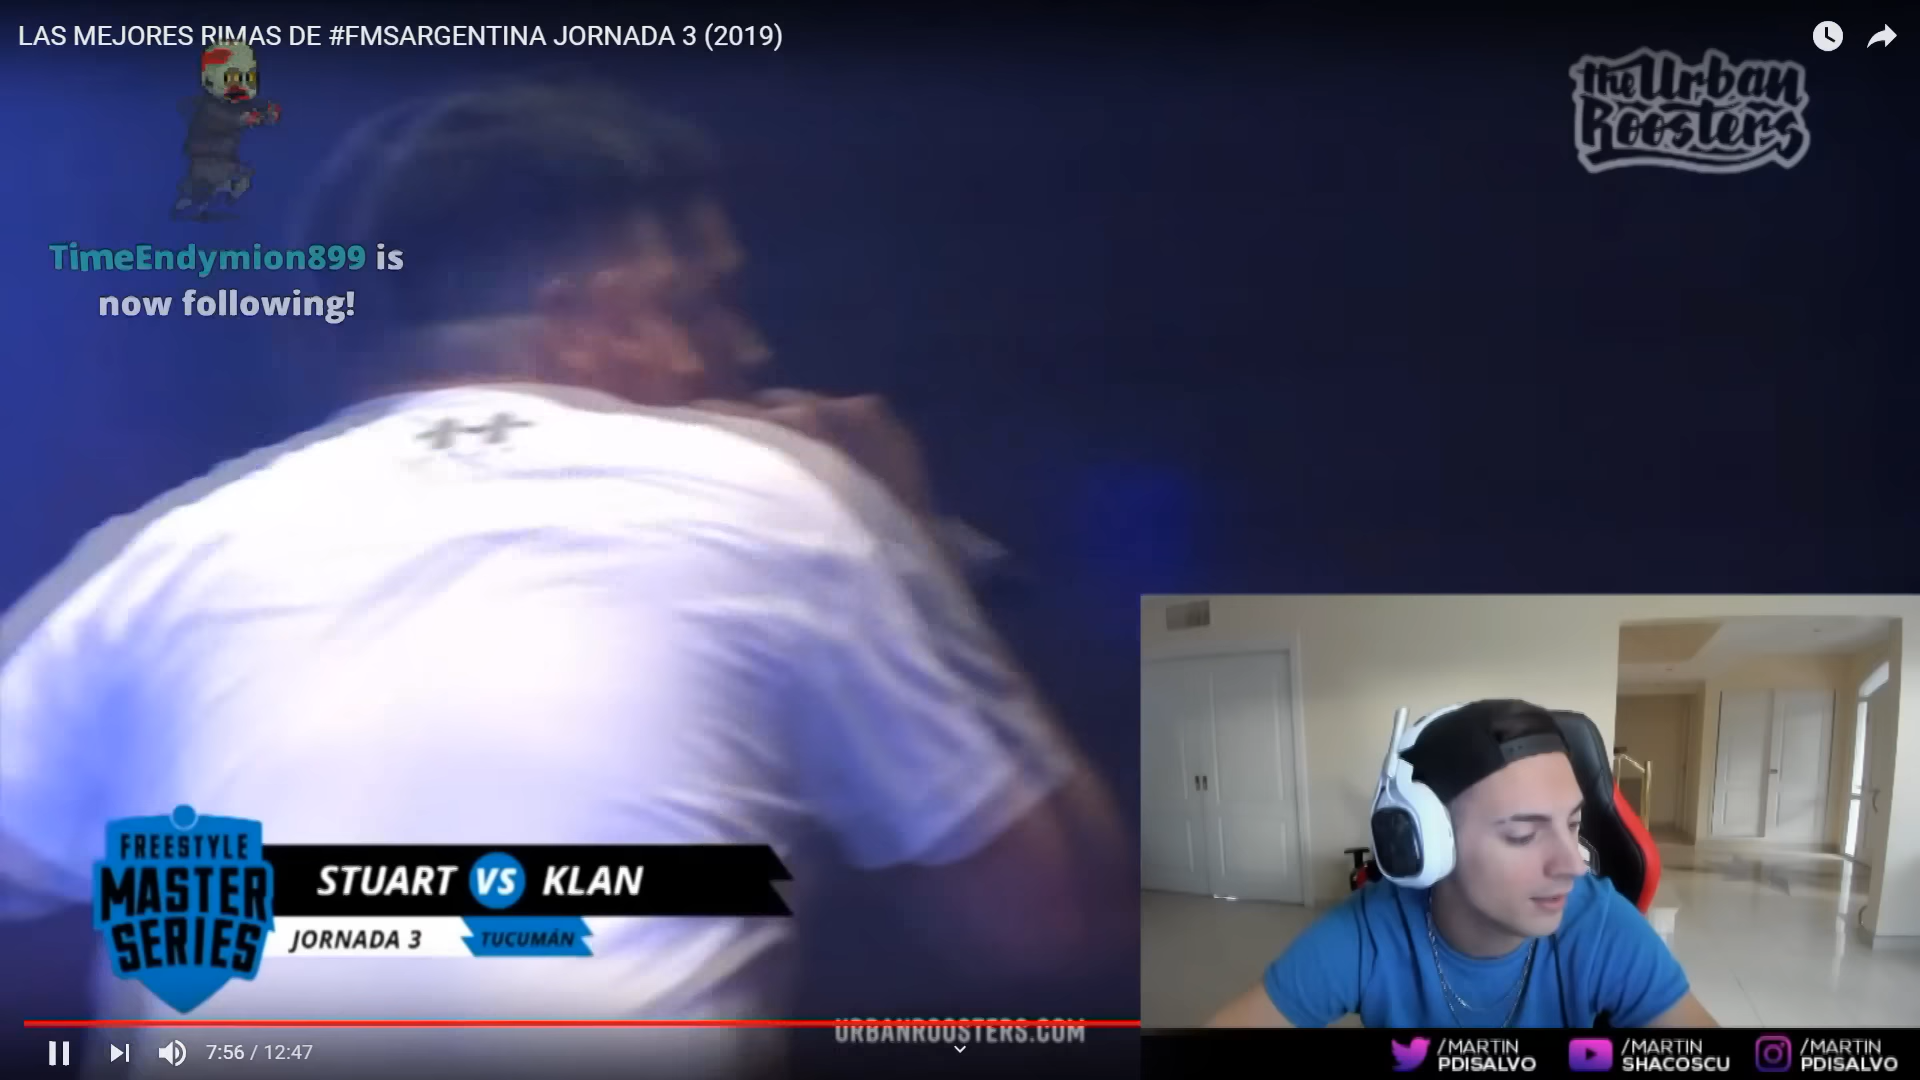 LAS MEJORES RIMAS DE #FMSARGENTINA JORNADA 3 (2019)
the Urban
Roosters
TimeEndymion899 is
now following!
FREESTYLE
MASTER
SERIES
STUART VS KLAN
JORNADA 3
TUCUMÁN
URBANROOSTERS.COM
7:56 / 12:47
/MARTIN
PDISALVO
/MARTIN
SHACOSCU
/MARTIN
PDISALVO